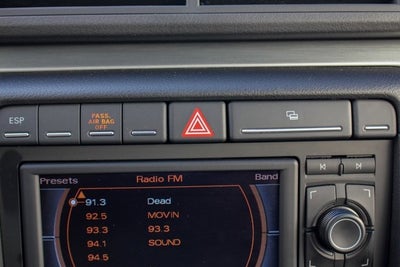 ESP
PASS.
AIR BAG
OFF
Presets Radio FM Band
91.3 Dead
92.5 MOVIN
93.3 93.3
94.1 SOUND
94.5